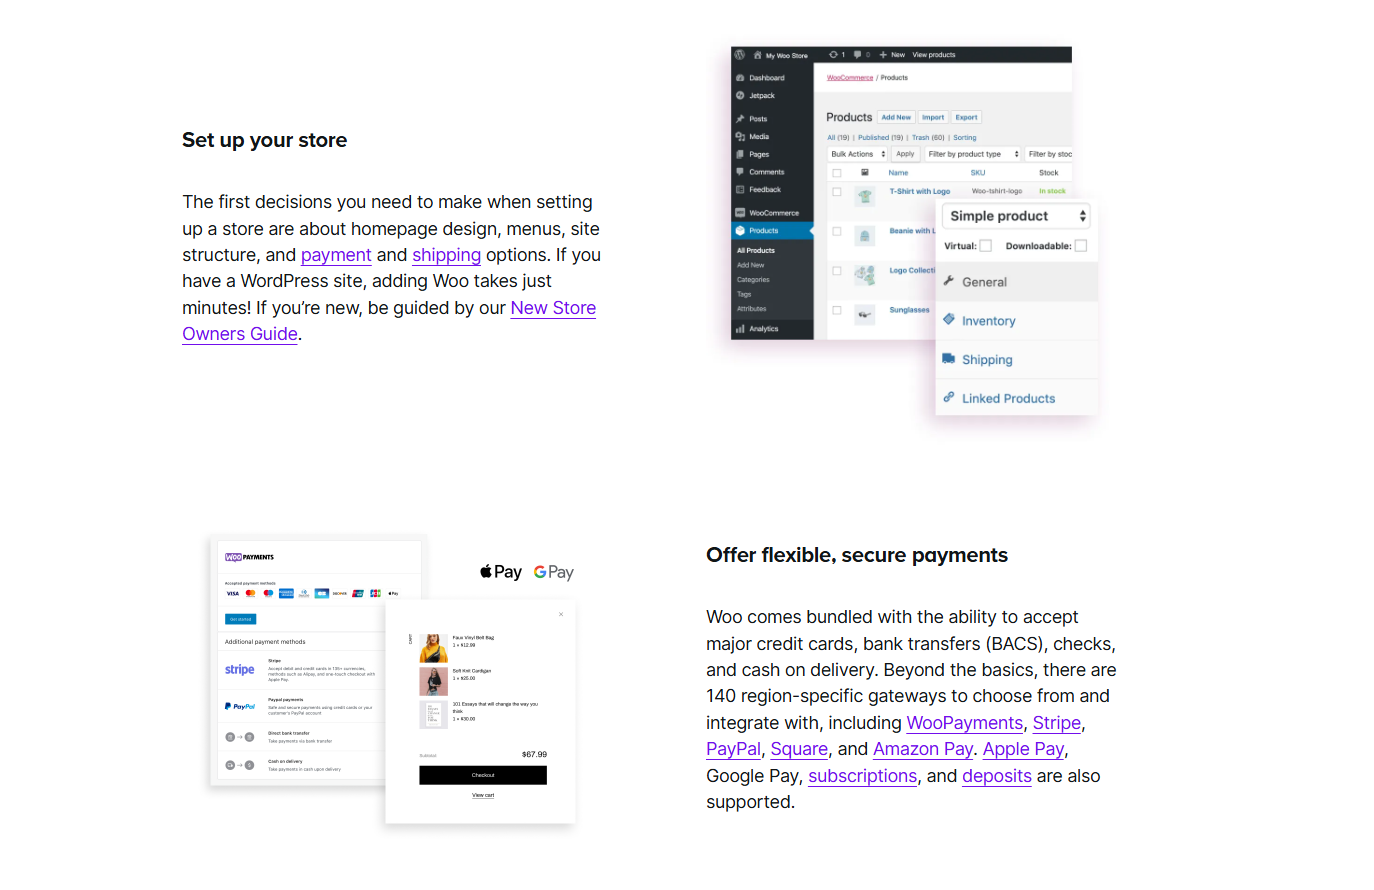 Set up your store
The first decisions you need to make when setting
up a store are about homepage design, menus, site
structure, and payment and shipping options. If you
have a WordPress site, adding Woo takes just
minutes! If you’re new, be guided by our New Store
Owners Guide.
My Woo Store 1 0 + New View products
Dashboard
Jetpack
Posts
Media
Pages
Comments
Feedback
WooCommerce
Products
All Products
Add New
Categories
Tags
Attributes
Analytics
WooCommerce / Products
Products Add New Import Export
All (19) | Published (19) | Trash (60) | Sorting
Bulk Actions Apply Filter by product type Filter by stoc
Name SKU Stock
T-Shirt with Logo Woo-tshirt-logo In stock
Beanie with L
Logo Collecti
Sunglasses
Simple product
Virtual: Downloadable:
General
Inventory
Shipping
Linked Products
WOO PAYMENTS
Accepted payment methods
VISA DISCOVER JCB Pay
Get started
Additional payment methods
stripe
Stripe
Accept debit and credit cards in 135+ currencies,
methods such as Alipay, and one-touch checkout with
Apple Pay.
PayPal
Paypal payments
Safe and secure payments using credit cards or your
customer's PayPal account
Direct bank transfer
Take payments via bank transfer
Cash on delivery
Take payments in cash upon delivery
Pay G Pay
×
CART
Faux Vinyl Belt Bag
1 × $12.99
Soft Knit Cardigan
1 × $25.00
101 Essays that will change the way you
think
1 × $30.00
Subtotal $67.99
Checkout
View cart
Offer flexible, secure payments
Woo comes bundled with the ability to accept
major credit cards, bank transfers (BACS), checks,
and cash on delivery. Beyond the basics, there are
140 region-specific gateways to choose from and
integrate with, including WooPayments, Stripe,
PayPal, Square, and Amazon Pay. Apple Pay,
Google Pay, subscriptions, and deposits are also
supported.